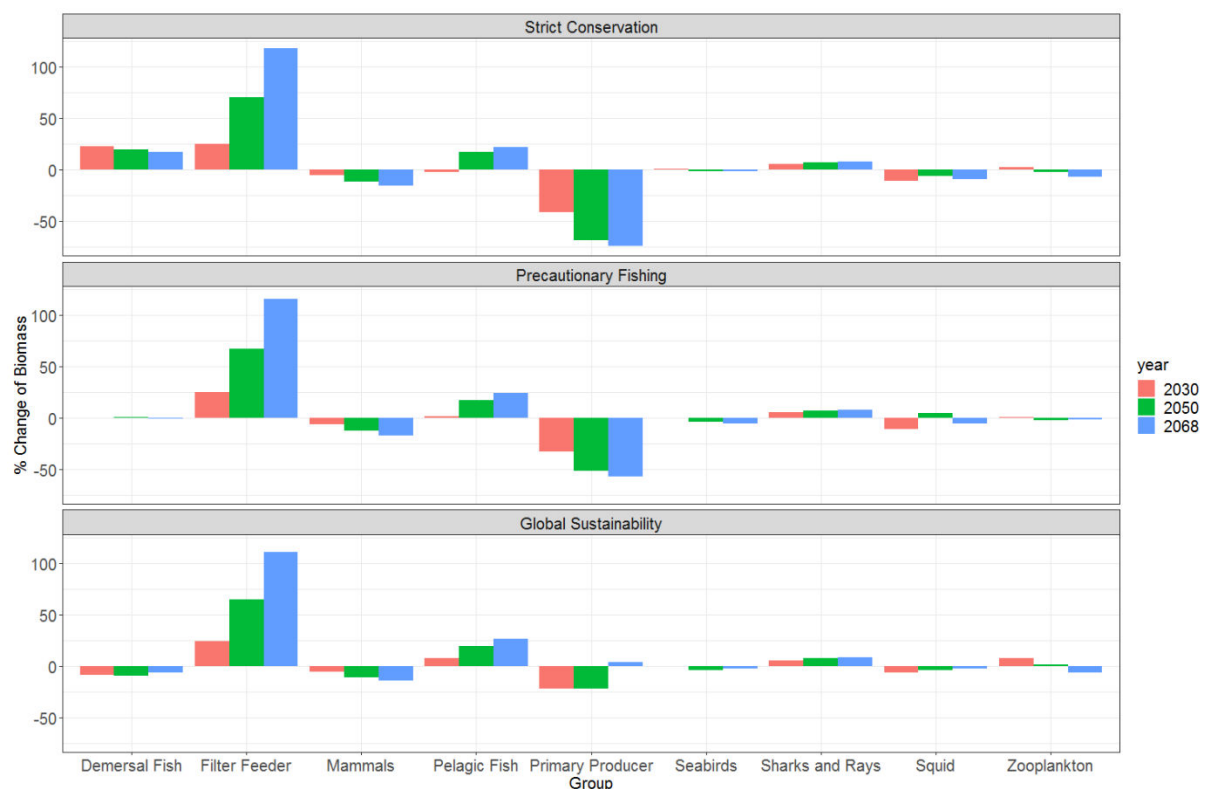 Strict Conservation
100
50
0
-50
Precautionary Fishing
100
50
0
-50
% Change of Biomass
year
2030
2050
2068
Global Sustainability
100
50
0
-50
Demersal Fish Filter Feeder Mammals Pelagic Fish Primary Producer Seabirds Sharks and Rays Squid Zooplankton
Group